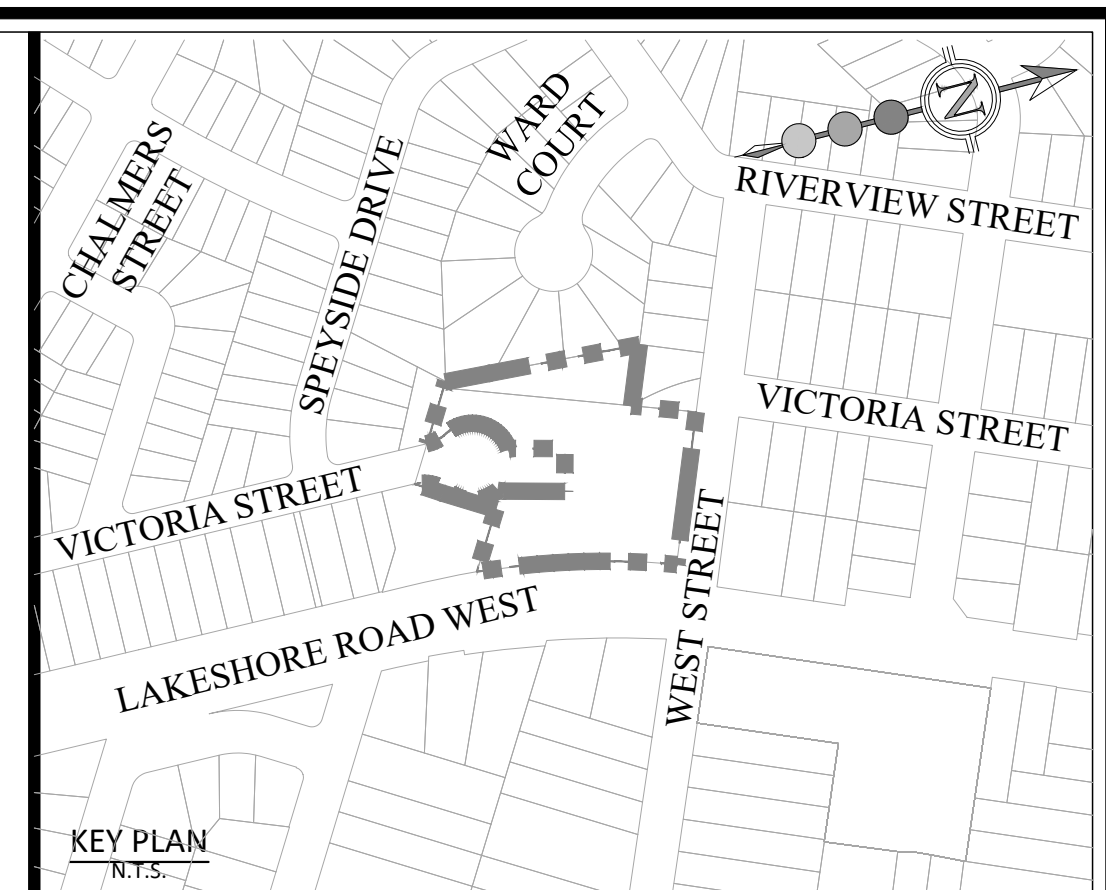 WARD
COURT
CHALMERS
STREET
SPEYSIDE DRIVE
N
RIVERVIEW STREET
VICTORIA STREET
VICTORIA STREET
WEST STREET
LAKESHORE ROAD WEST
KEY PLAN
N.T.S.